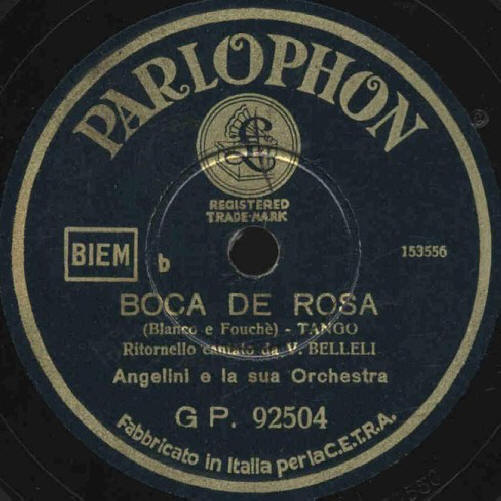 PARLOPHON
£
REGISTERED
TRADE-MARK
BIEM
b
153556
BOCA DE ROSA
(Blanco e Fouchè) - TANGO
Ritornello cantato da V. BELLELI
Angelini e la sua Orchestra
GP. 92504
Fabbricato in Italia per la C.E.T.R.A.